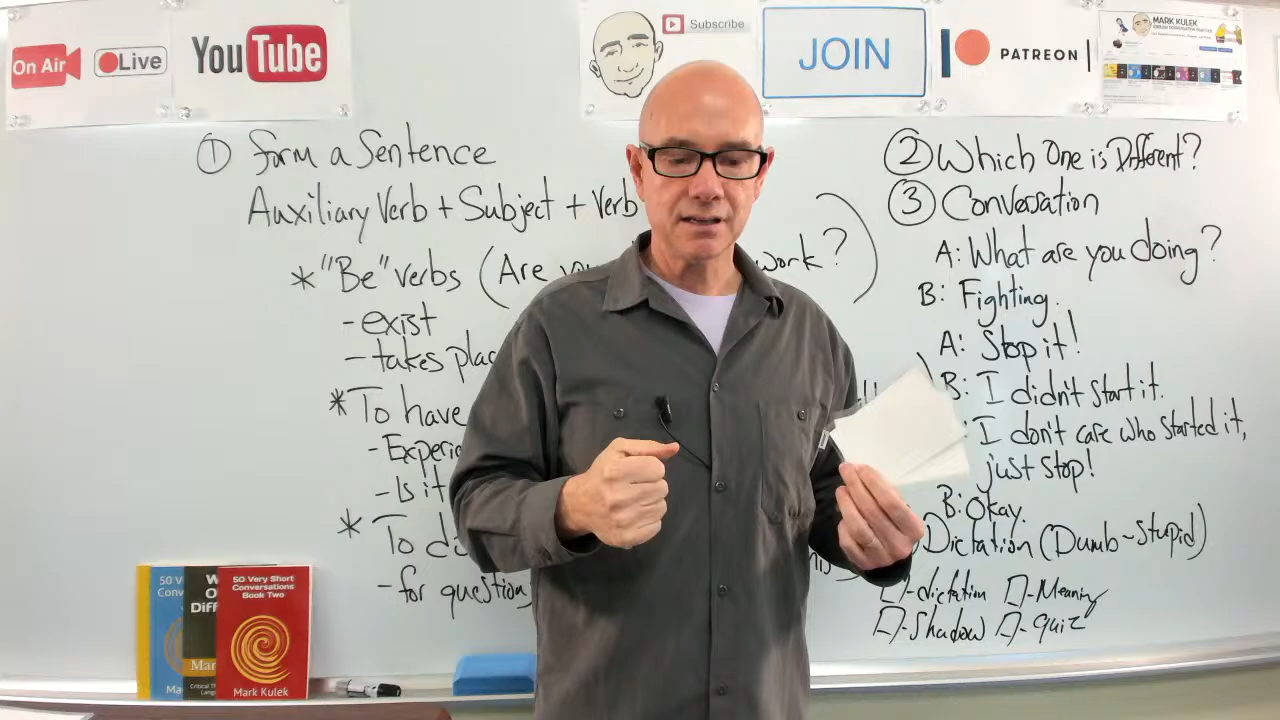 On Air
Live
YouTube
Subscribe
JOIN
PATREON
MARK KULEK
① Form a Sentence
Auxiliary Verb + Subject + Verb
* "Be" verbs (Are you work?)
- exist
- takes plac
* To have
- Experi
- Is it
* To do
- for question
② Which One is Different?
③ Conversation
A: What are you doing?
B: Fighting.
A: Stop it!
B: I didn't start it.
I don't care who started it,
just stop!
B: Okay.
Dictation (Dumb ~ Stupid)
- dictation - Meaning
- Shadow - quiz
50 Very Short
Conversations
Book Two
Mark Kulek